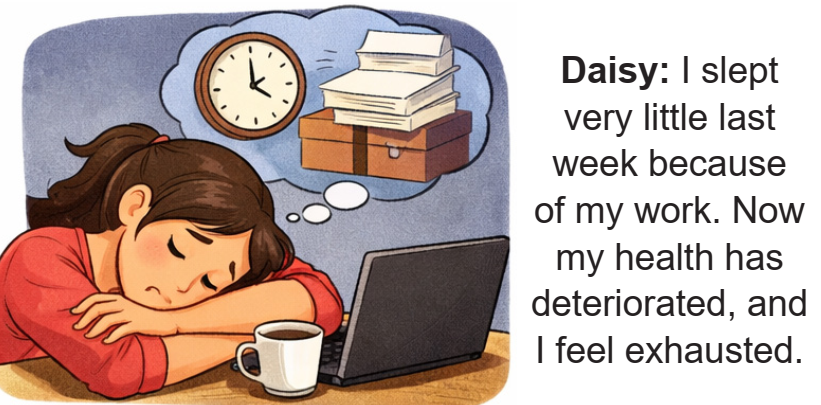 Daisy: I slept
very little last
week because
of my work. Now
my health has
deteriorated, and
I feel exhausted.